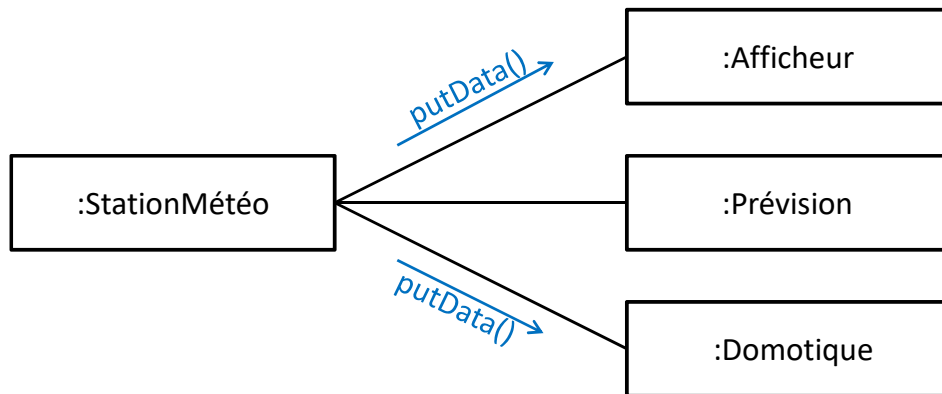 :Afficheur
putData()
:StationMétéo
:Prévision
putData()
:Domotique